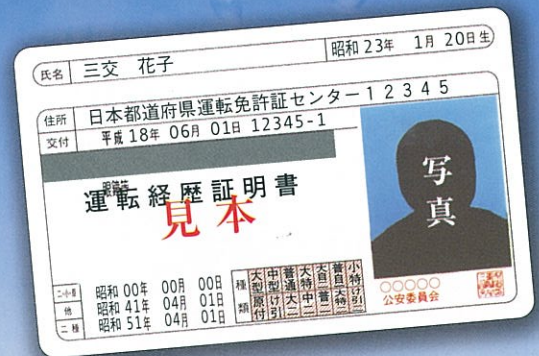 氏名 三交 花子 昭和23年 1月20日生
住所 日本都道府県運転免許証センター12345
交付 平成18年06月01日 12345-1
運転経歴証明書
見本
写真
二・小・原 昭和00年 00月 00日
他 昭和41年 04月 01日
二種 昭和51年 04月 01日
種類 大型 中型 普通 大特 大自二 普自二 小特
原付 け引 大二 中二 普二 大特二 け引二
○○○○○
公安委員会